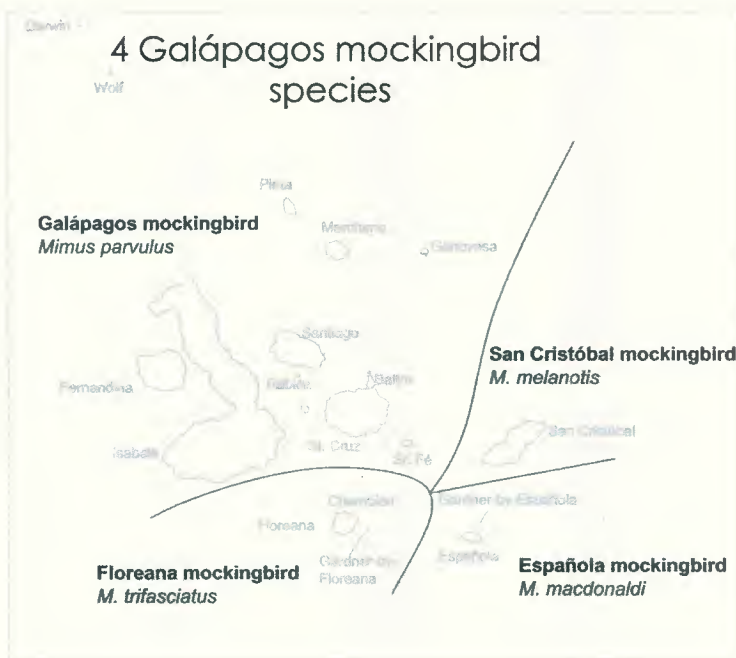 Darwin
4 Galápagos mockingbird
species
Wolf
Pinta
Marchena
Galápagos mockingbird
Mimus parvulus
Genovesa
Santiago
San Cristóbal mockingbird
M. melanotis
Fernandina
Rabida
Baltra
San Cristóbal
Isabela
St. Cruz
St. Fé
Champion
Gardner by Española
Floreana
Gardner by
Floreana
Española
Floreana mockingbird
M. trifasciatus
Española mockingbird
M. macdonaldi